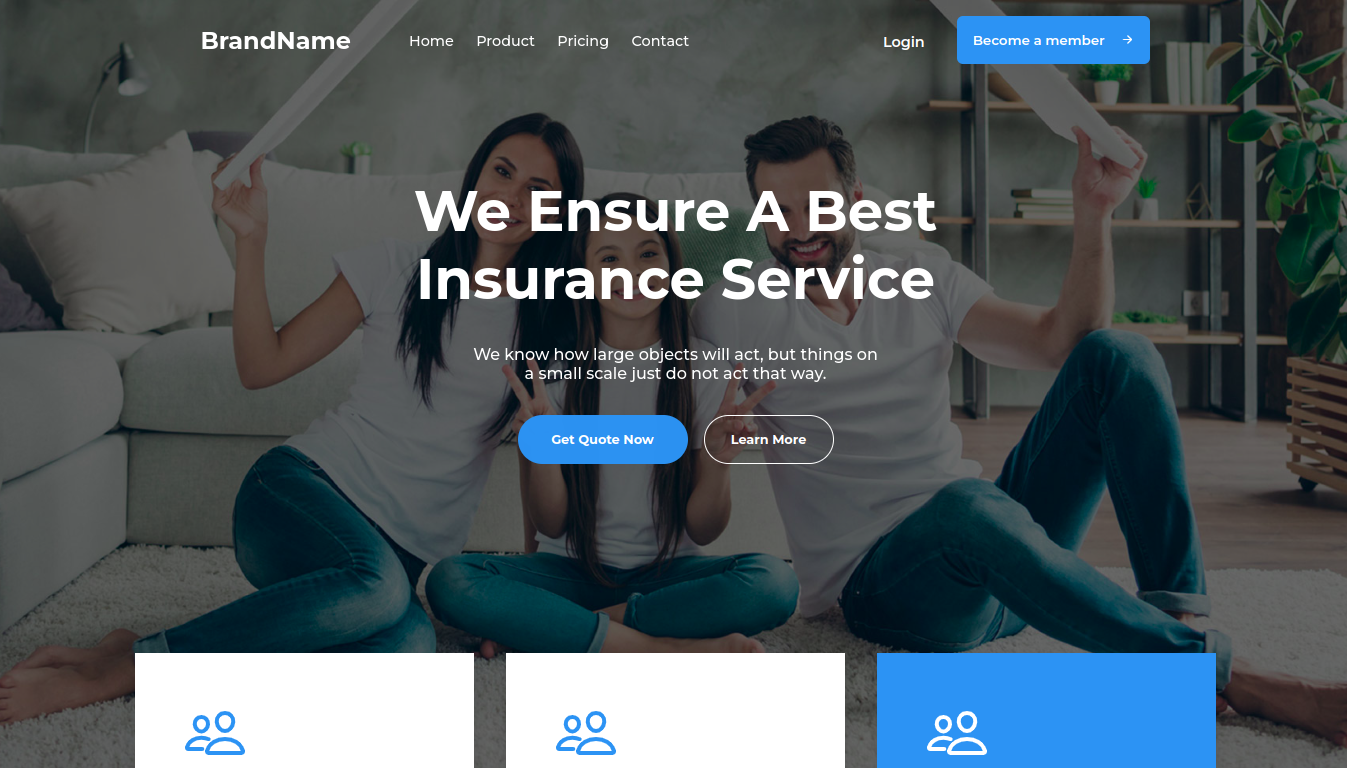 BrandName
Home Product Pricing Contact
Login
Become a member
We Ensure A Best
Insurance Service
We know how large objects will act, but things on
a small scale just do not act that way.
Get Quote Now
Learn More